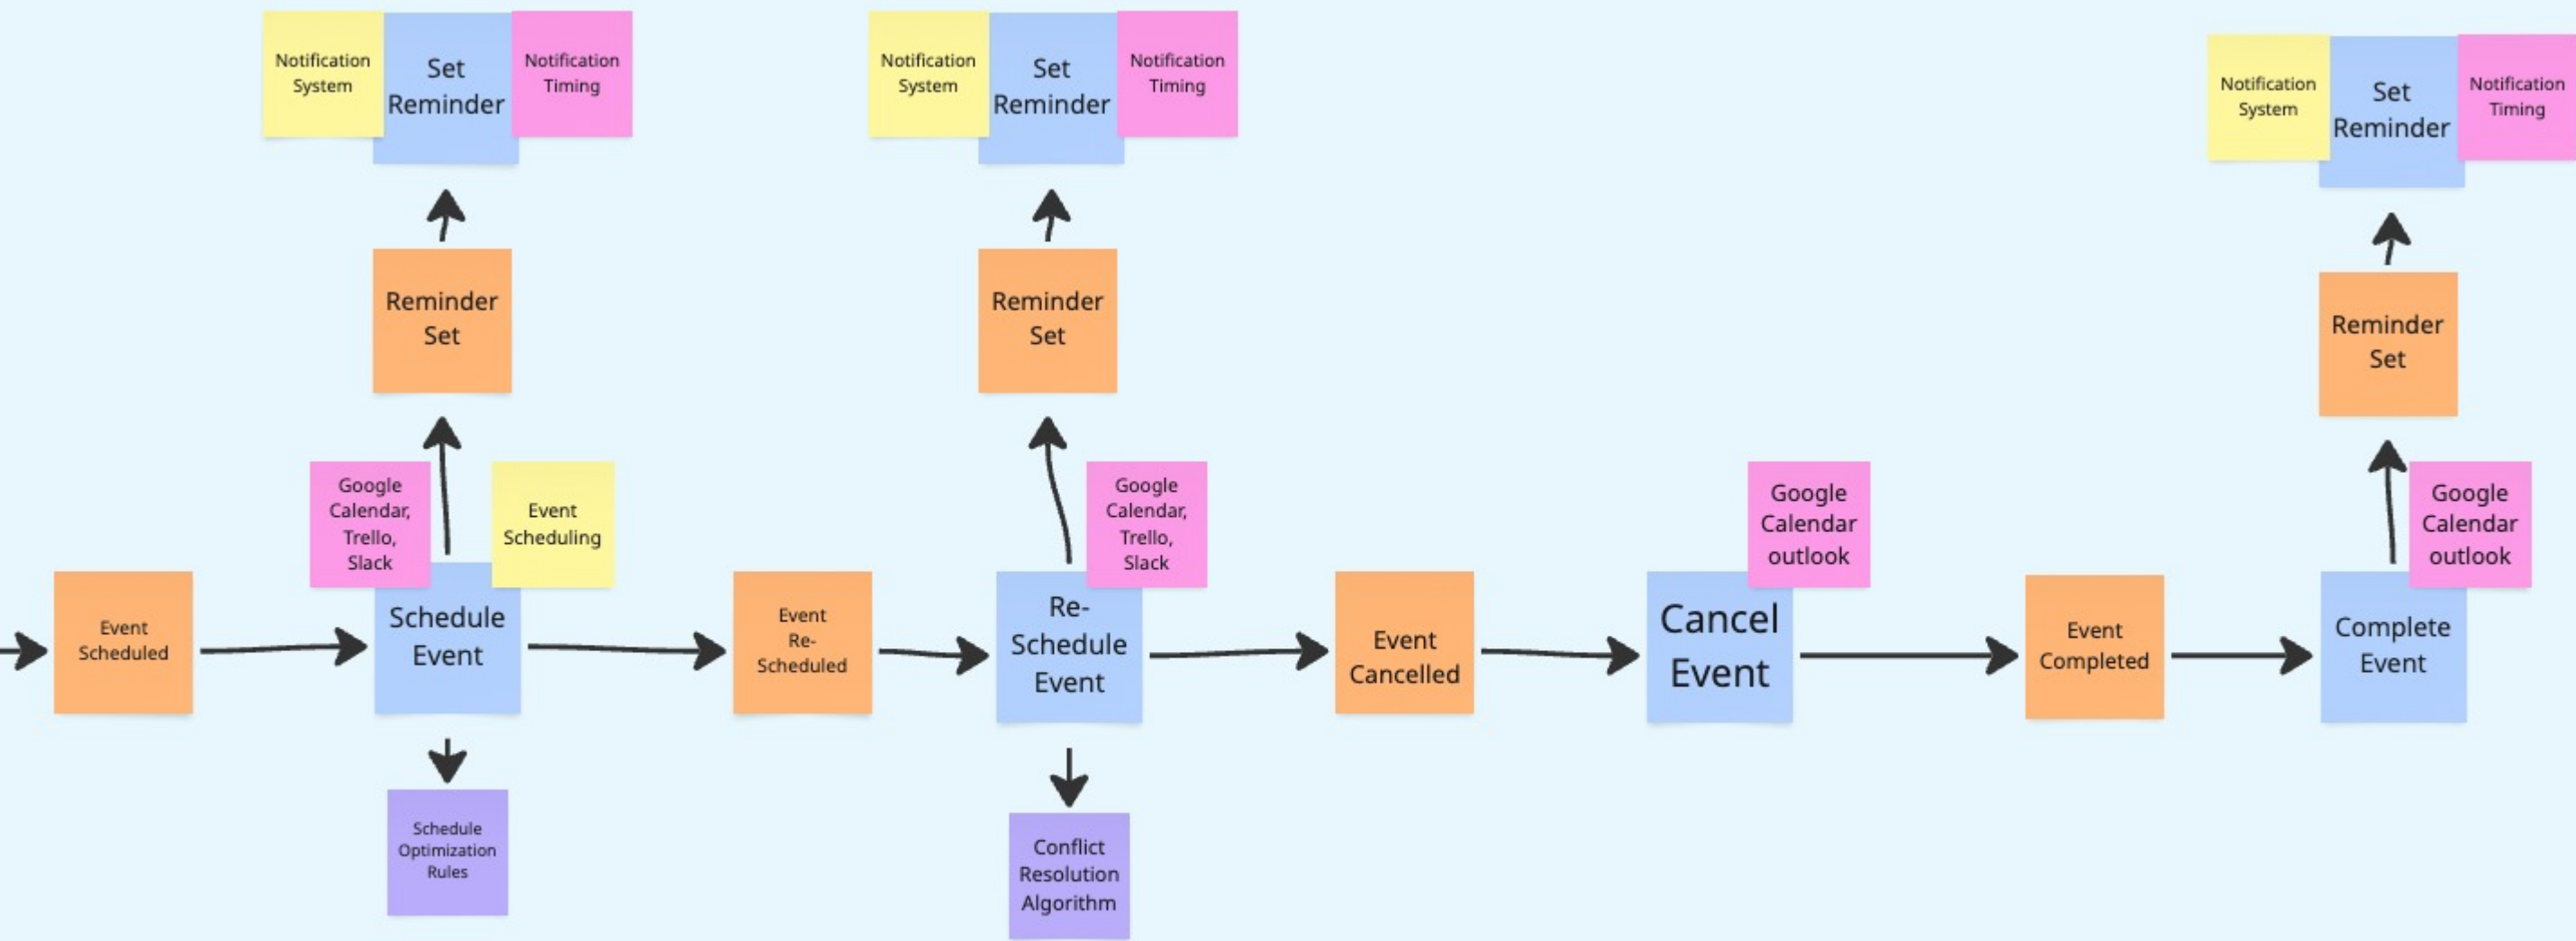 Notification
System
Set
Reminder
Notification
Timing
Notification
System
Set
Reminder
Notification
Timing
Notification
System
Set
Reminder
Notification
Timing
Reminder
Set
Reminder
Set
Reminder
Set
Google
Calendar,
Trello,
Slack
Event
Scheduling
Google
Calendar,
Trello,
Slack
Google
Calendar
outlook
Google
Calendar
outlook
Event
Scheduled
Schedule
Event
Event
Re-
Scheduled
Re-
Schedule
Event
Event
Cancelled
Cancel
Event
Event
Completed
Complete
Event
Schedule
Optimization
Rules
Conflict
Resolution
Algorithm